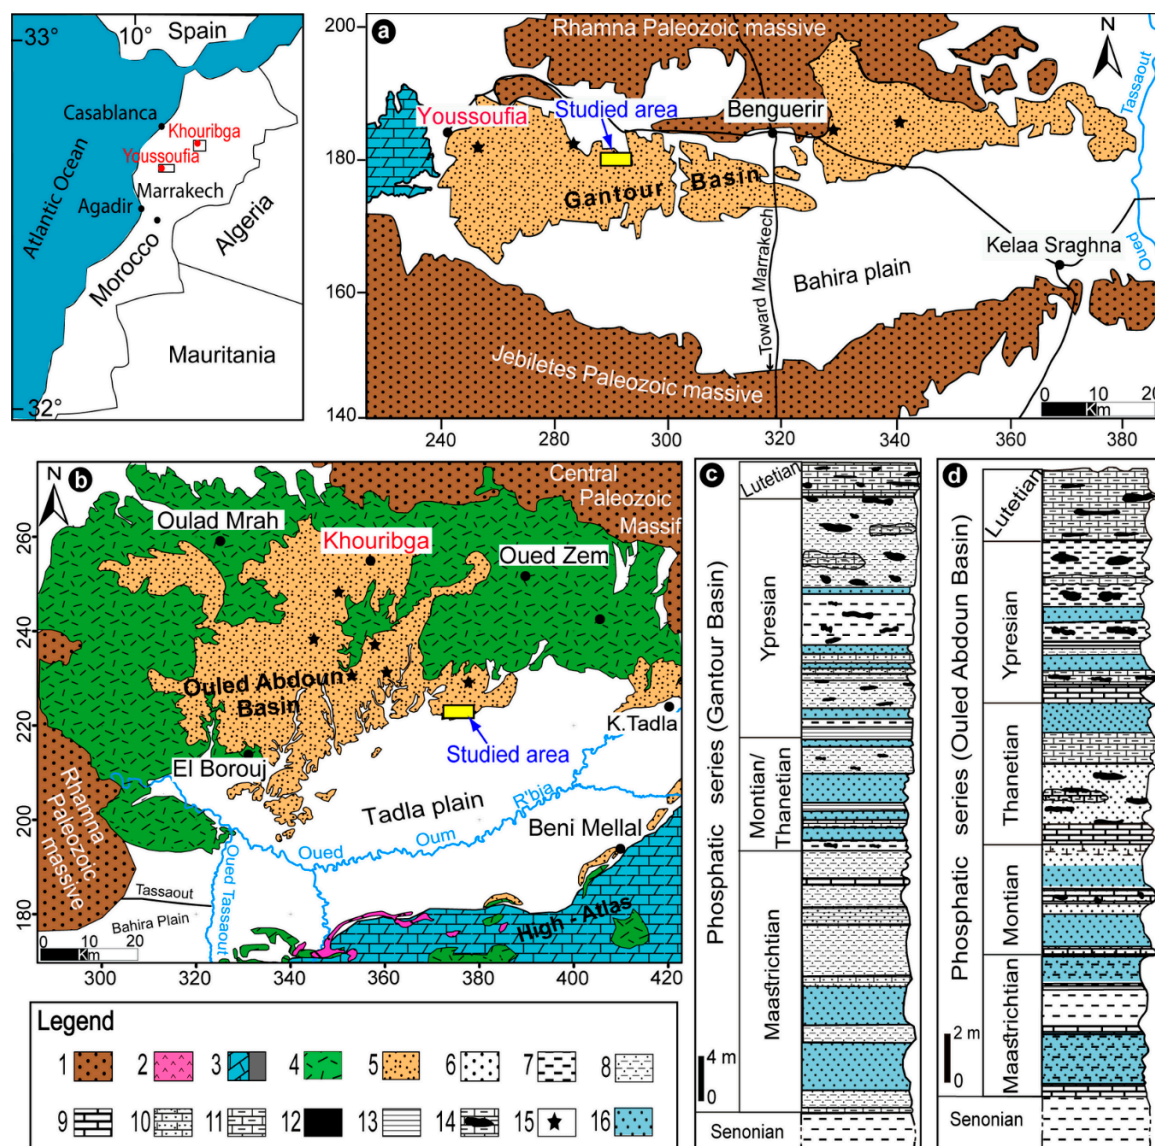 Spain
33°
10°
Casablanca
Khouribga
Youssoufia
Marrakech
Agadir
Atlantic Ocean
Morocco
Algeria
Mauritania
32°
a
N
200
180
160
140
240
260
280
300
320
340
360
380
Rhamna Paleozoic massive
Youssoufia
Studied area
Benguerir
Gantour Basin
Bahira plain
Kelaa Sraghna
Toward Marrakech
Jebiletes Paleozoic massive
Tassaout
Oued
0 10 20
Km
b
N
260
240
220
200
180
300
320
340
360
380
400
420
Central
Paleozoic
Massif
Oulad Mrah
Khouribga
Oued Zem
Ouled Abdoun
Basin
K.Tadla
Studied area
El Borouj
Tadla plain
Rhamna
Paleozoic
massive
Oued Oum R'bia
Beni Mellal
Oued Tassaout
Tassaout
Bahira Plain
High - Atlas
0 10 20
Km
c
Phosphatic series (Gantour Basin)
Lutetian
Ypresian
Montian/
Thanetian
Maastrichtian
Senonian
4 m
0
d
Phosphatic series (Ouled Abdoun Basin)
Lutetian
Ypresian
Thanetian
Montian
Maastrichtian
Senonian
2 m
0
Legend
1 2 3 4 5 6 7 8
9 10 11 12 13 14 15 16